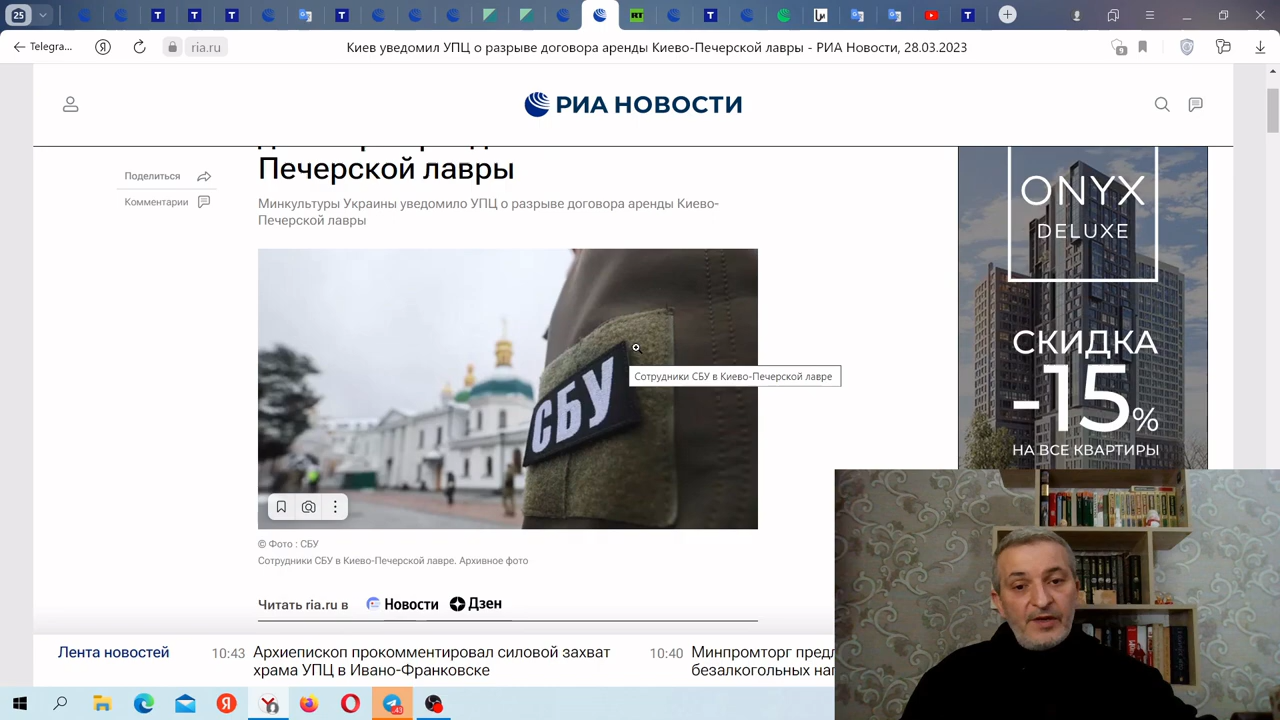 25
Telegra...
ria.ru
Киев уведомил УПЦ о разрыве договора аренды Киево-Печерской лавры - РИА Новости, 28.03.2023
9
РИА НОВОСТИ
Поделиться
Комментарии
Печерской лавры
Минкультуры Украины уведомило УПЦ о разрыве договора аренды Киево-
Печерской лавры
СБУ
Сотрудники СБУ в Киево-Печерской лавре
© Фото : СБУ
Сотрудники СБУ в Киево-Печерской лавре. Архивное фото
Читать ria.ru в
Новости
Дзен
ONYX
DELUXE
СКИДКА
-15%
НА ВСЕ КВАРТИРЫ
Лента новостей
10:43
Архиепископ прокомментировал силовой захват
храма УПЦ в Ивано-Франковске
10:40
Минпромторг
безалкогольных
43